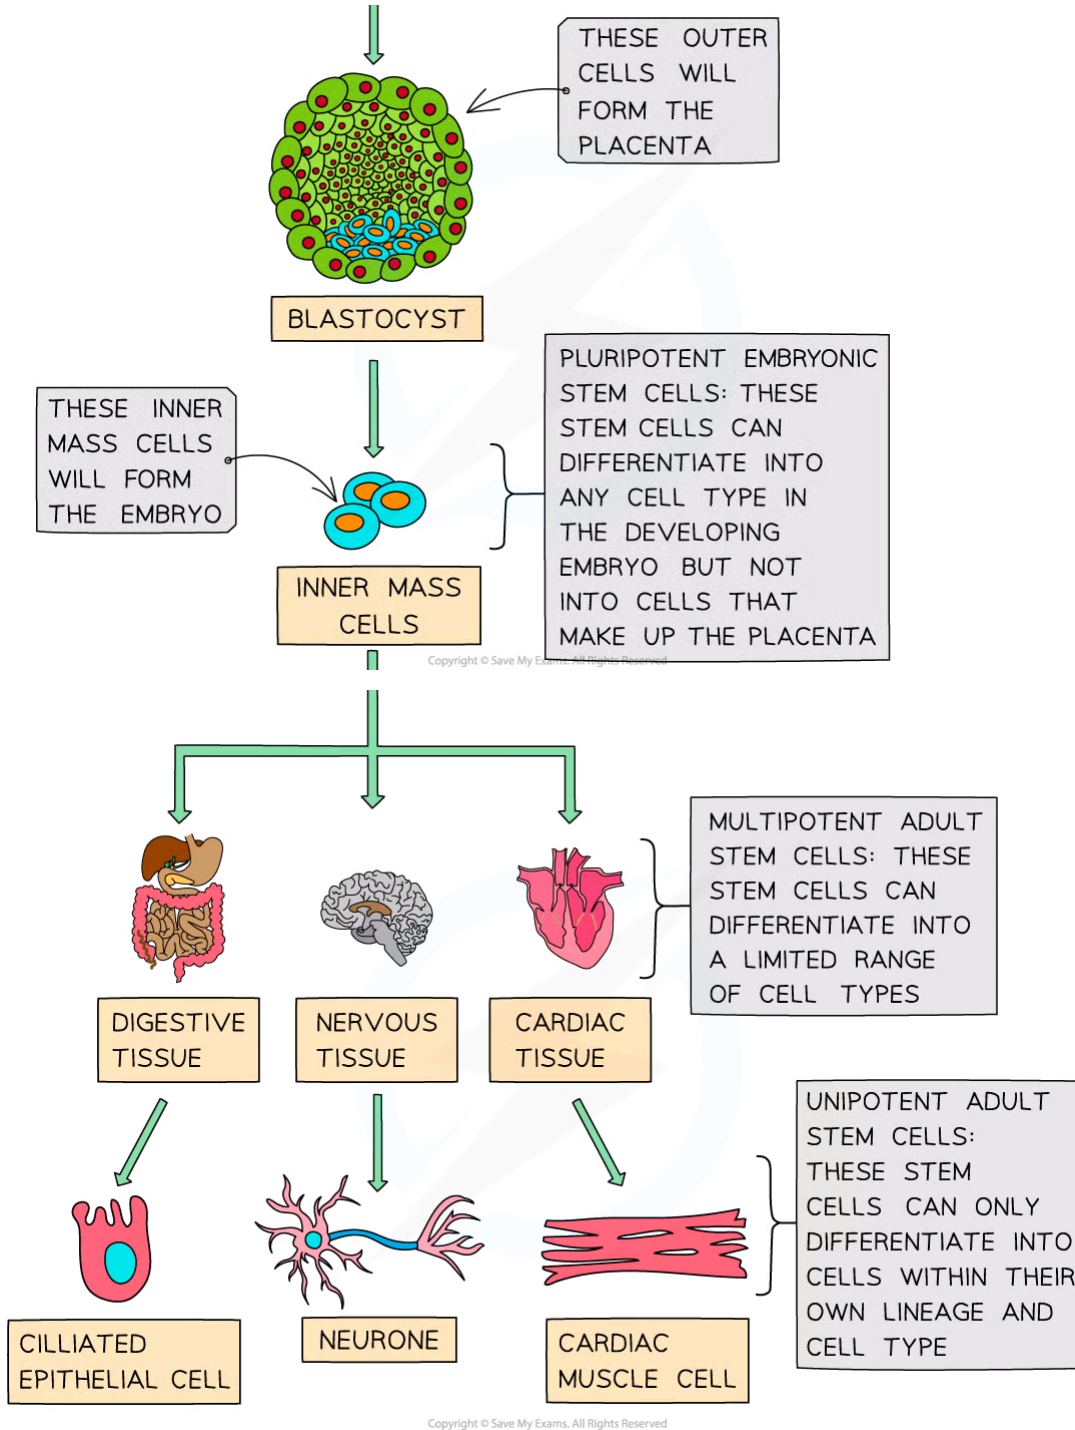 THESE OUTER
CELLS WILL
FORM THE
PLACENTA
BLASTOCYST
THESE INNER
MASS CELLS
WILL FORM
THE EMBRYO
PLURIPOTENT EMBRYONIC
STEM CELLS: THESE
STEM CELLS CAN
DIFFERENTIATE INTO
ANY CELL TYPE IN
THE DEVELOPING
EMBRYO BUT NOT
INTO CELLS THAT
MAKE UP THE PLACENTA
INNER MASS
CELLS
Copyright © Save My Exams. All Rights Reserved
MULTIPOTENT ADULT
STEM CELLS: THESE
STEM CELLS CAN
DIFFERENTIATE INTO
A LIMITED RANGE
OF CELL TYPES
DIGESTIVE
TISSUE
NERVOUS
TISSUE
CARDIAC
TISSUE
UNIPOTENT ADULT
STEM CELLS:
THESE STEM
CELLS CAN ONLY
DIFFERENTIATE INTO
CELLS WITHIN THEIR
OWN LINEAGE AND
CELL TYPE
CILLIATED
EPITHELIAL CELL
NEURONE
CARDIAC
MUSCLE CELL
Copyright © Save My Exams. All Rights Reserved